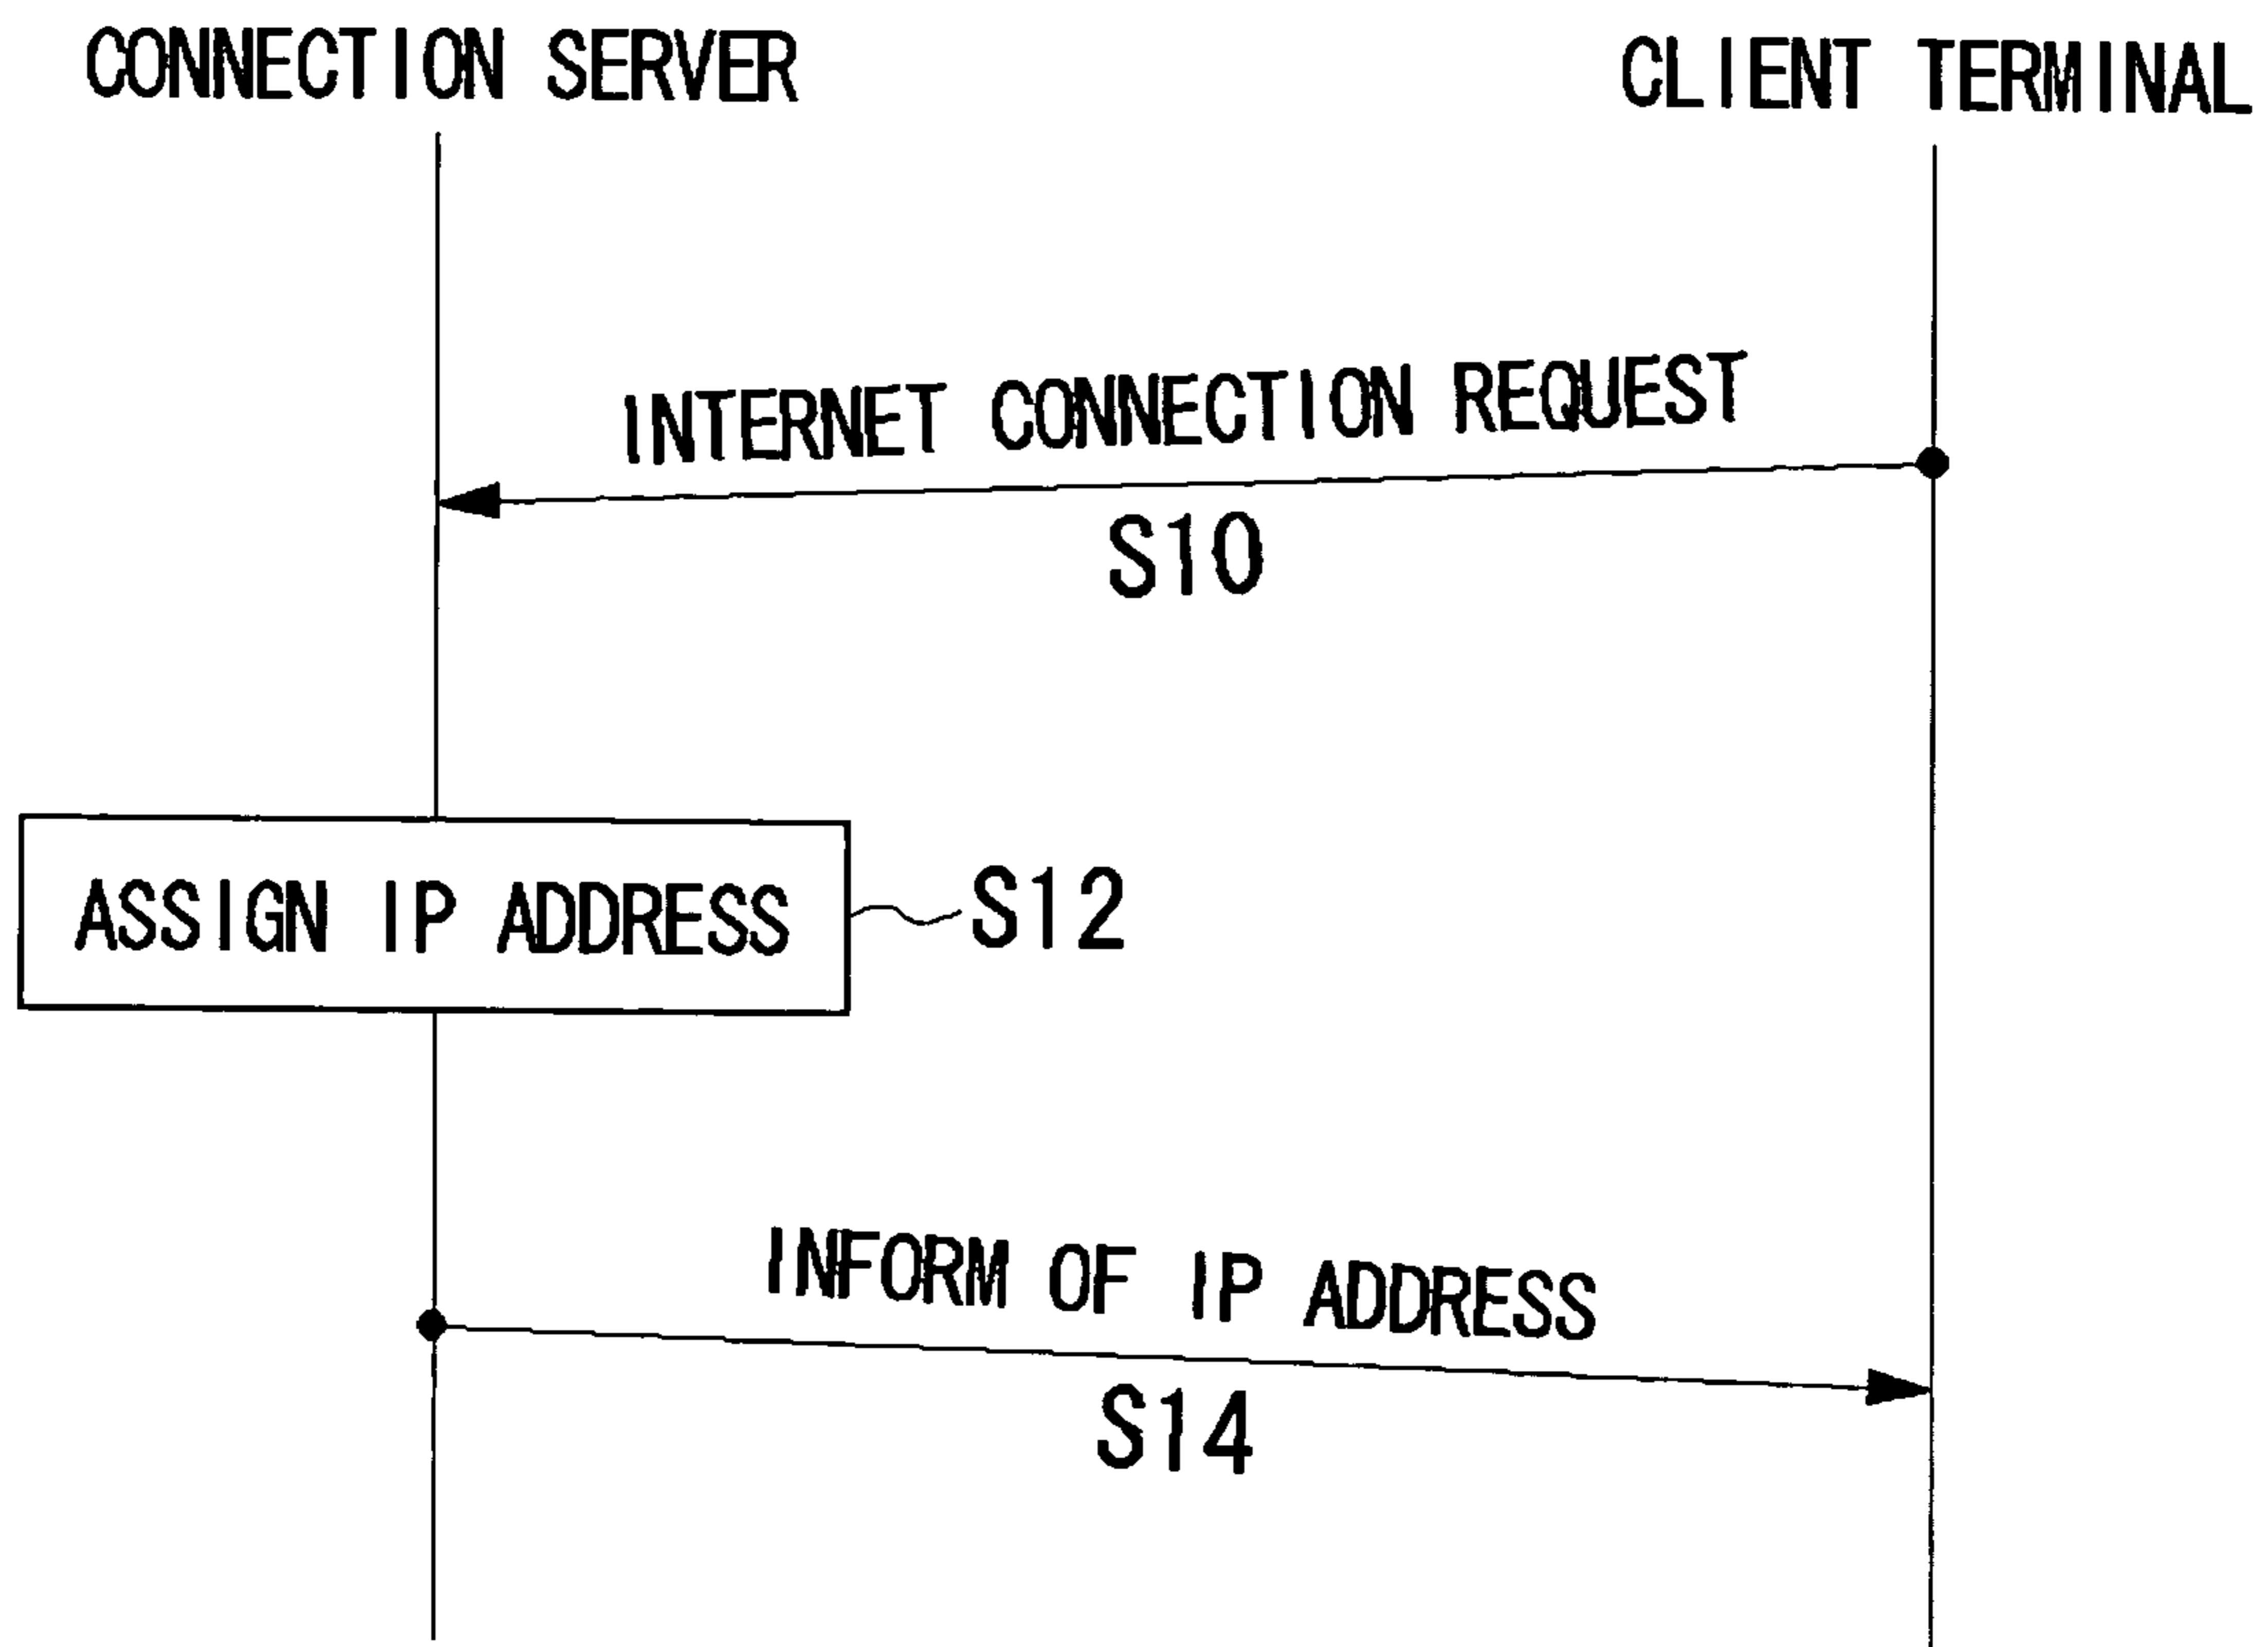 CONNECTION SERVER
CLIENT TERMINAL
INTERNET CONNECTION REQUEST
S10
ASSIGN IP ADDRESS
S12
INFORM OF IP ADDRESS
S14